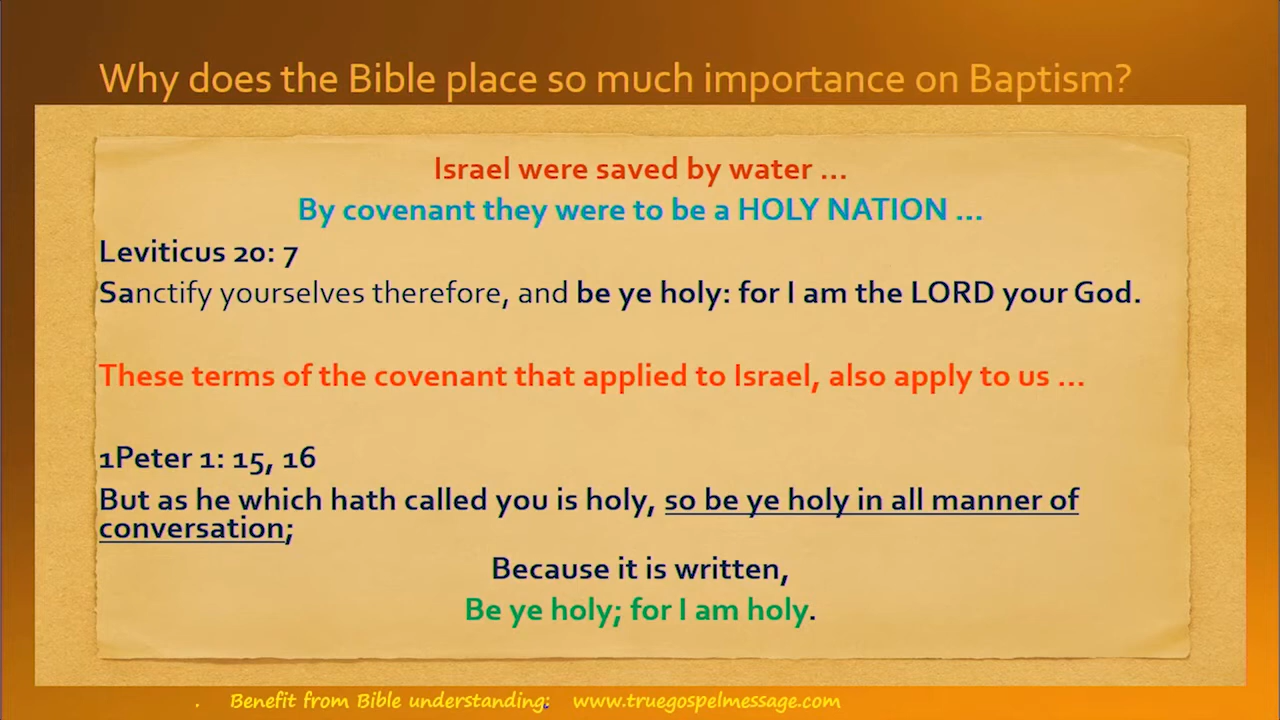 Why does the Bible place so much importance on Baptism?
Israel were saved by water ...
By covenant they were to be a HOLY NATION ...
Leviticus 20: 7
Sanctify yourselves therefore, and be ye holy: for I am the LORD your God.
These terms of the covenant that applied to Israel, also apply to us ...
1Peter 1: 15, 16
But as he which hath called you is holy, so be ye holy in all manner of
conversation;
Because it is written,
Be ye holy; for I am holy.
. Benefit from Bible understanding: www.truegospelmessage.com